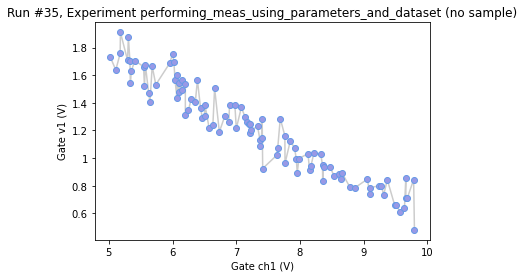 Run #35, Experiment performing_meas_using_parameters_and_dataset (no sample)
Gate v1 (V)
1.8
1.6
1.4
1.2
1
0.8
0.6
5 6 7 8 9 10
Gate ch1 (V)